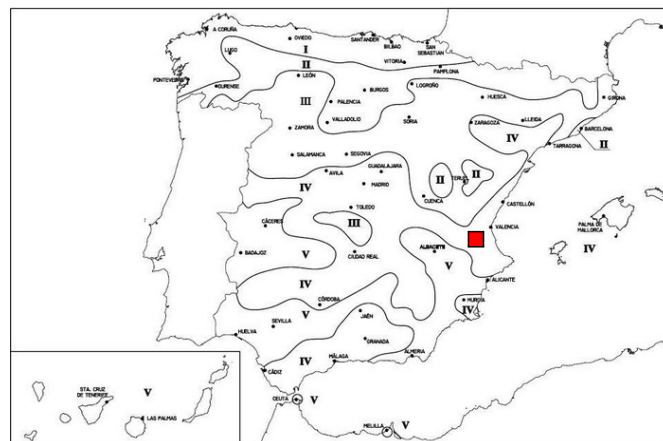 A CORUÑA
OVIEDO
SANTANDER
BILBAO
SAN
SEBASTIAN
LUGO
I
VITORIA
II
PAMPLONA
PONTEVEDRA
OURENSE
LEÓN
BURGOS
LOGROÑO
HUESCA
GIRONA
III
PALENCIA
VALLADOLID
SORIA
ZARAGOZA
LLEIDA
BARCELONA
ZAMORA
IV
II
TARRAGONA
SALAMANCA
SEGOVIA
AVILA
GUADALAJARA
MADRID
II
II
TERUEL
IV
CUENCA
CASTELLÓN
TOLEDO
III
CÁCERES
VALENCIA
PALMA DE
MALLORCA
IV
BADAJOZ
V
CIUDAD REAL
ALBACETE
V
IV
ALICANTE
CÓRDOBA
V
JAÉN
MURCIA
IV
HUELVA
SEVILLA
GRANADA
IV
MÁLAGA
ALMERIA
CÁDIZ
CEUTA
V
MELILLA
V
V
STA. CRUZ
DE TENERIFE
LAS PALMAS